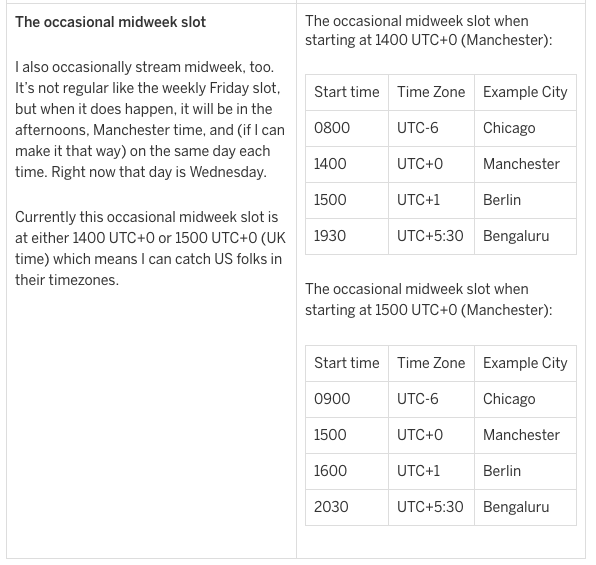 The occasional midweek slot
I also occasionally stream midweek, too.
It's not regular like the weekly Friday slot,
but when it does happen, it will be in the
afternoons, Manchester time, and (if I can
make it that way) on the same day each
time. Right now that day is Wednesday.
Currently this occasional midweek slot is
at either 1400 UTC+0 or 1500 UTC+0 (UK
time) which means I can catch US folks in
their timezones.
The occasional midweek slot when
starting at 1400 UTC+0 (Manchester):
Start time Time Zone Example City
0800 UTC-6 Chicago
1400 UTC+0 Manchester
1500 UTC+1 Berlin
1930 UTC+5:30 Bengaluru
The occasional midweek slot when
starting at 1500 UTC+0 (Manchester):
Start time Time Zone Example City
0900 UTC-6 Chicago
1500 UTC+0 Manchester
1600 UTC+1 Berlin
2030 UTC+5:30 Bengaluru